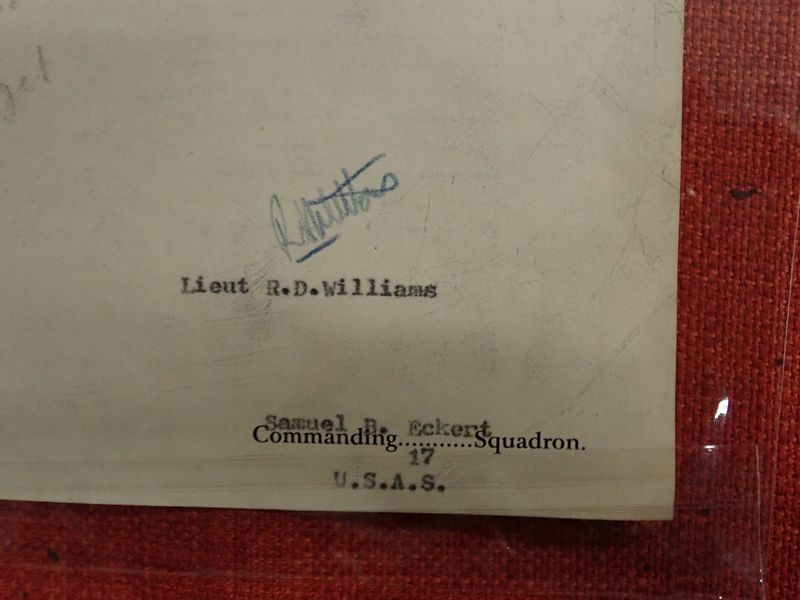 Lieut R.D.Williams
Samuel B. Eckert
Commanding...........Squadron.
17
U.S.A.S.